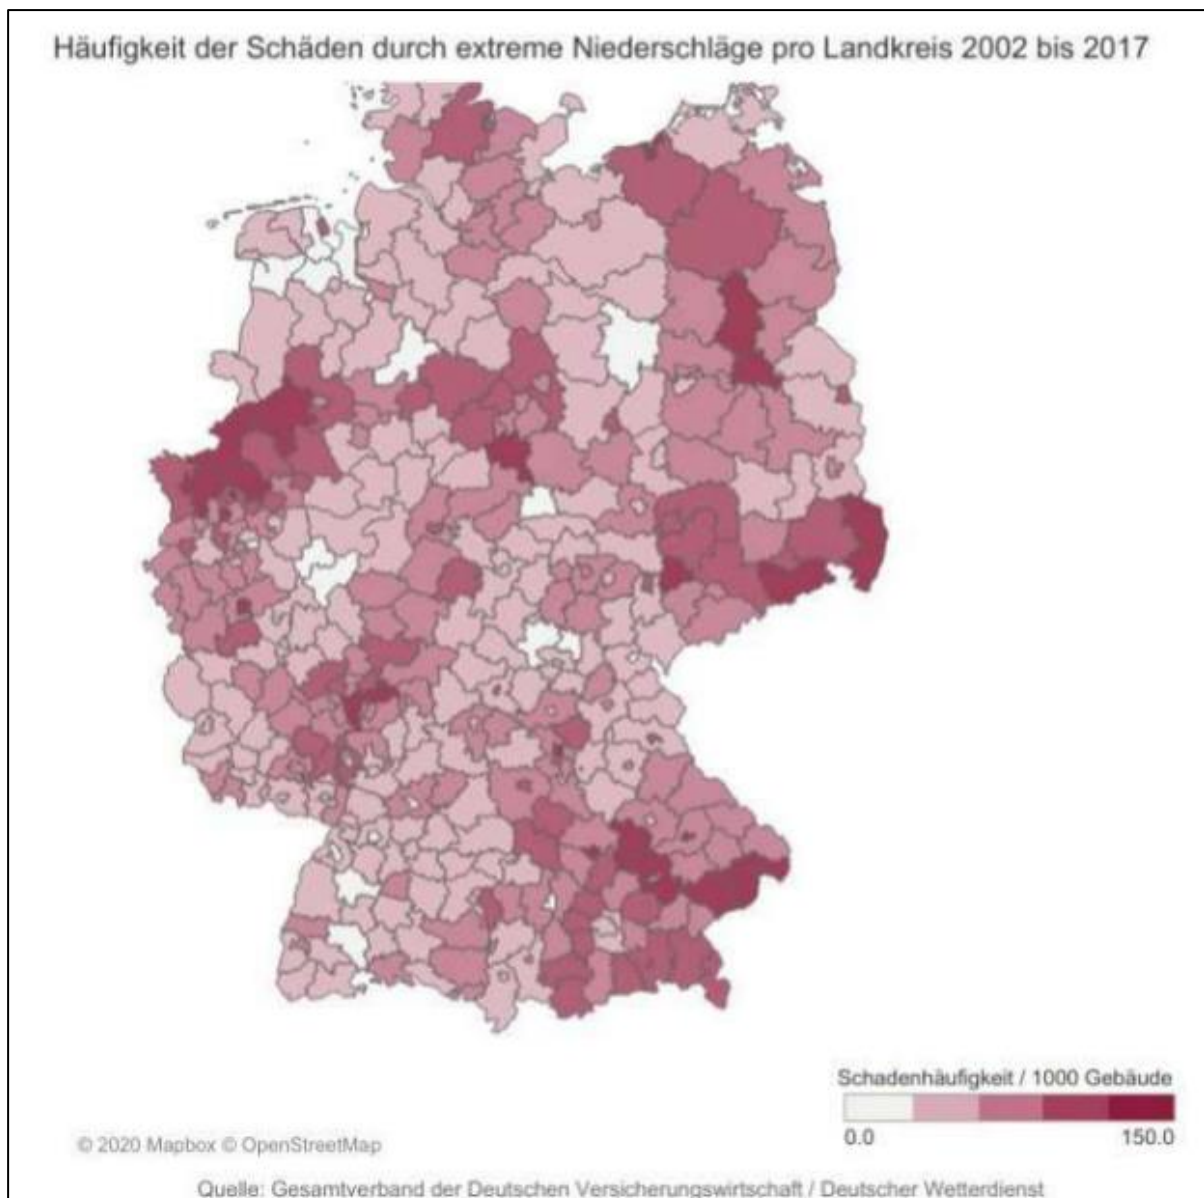 Häufigkeit der Schäden durch extreme Niederschläge pro Landkreis 2002 bis 2017
Schadenhäufigkeit / 1000 Gebäude
0.0 150.0
© 2020 Mapbox © OpenStreetMap
Quelle: Gesamtverband der Deutschen Versicherungswirtschaft / Deutscher Wetterdienst